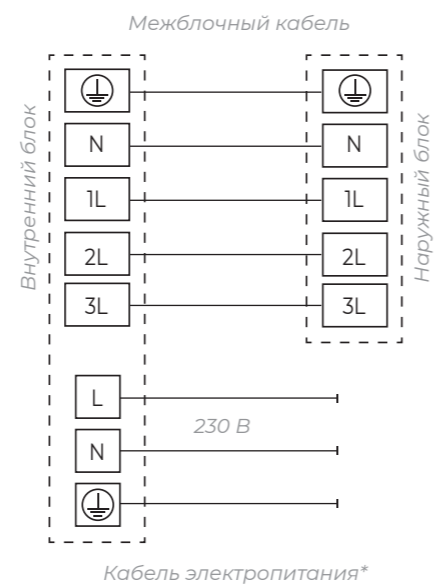 Межблочный кабель
Внутренний блок
Наружный блок
N N
1L 1L
2L 2L
3L 3L
L
230 В
N
Кабель электропитания*